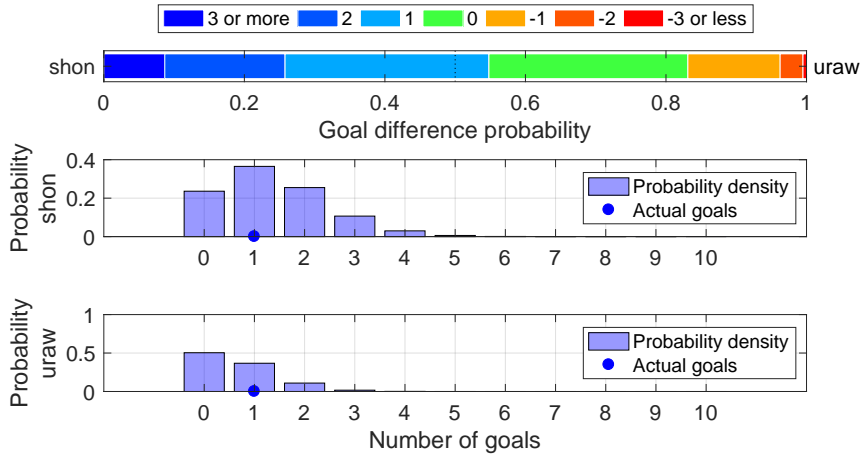 3 or more 2 1 0 -1 -2 -3 or less
shon uraw
0 0.2 0.4 0.6 0.8 1
Goal difference probability
Probability
shon
0.4
0.2
0
Probability density
Actual goals
0 1 2 3 4 5 6 7 8 9 10
Probability
uraw
1
0.5
0
Probability density
Actual goals
0 1 2 3 4 5 6 7 8 9 10
Number of goals